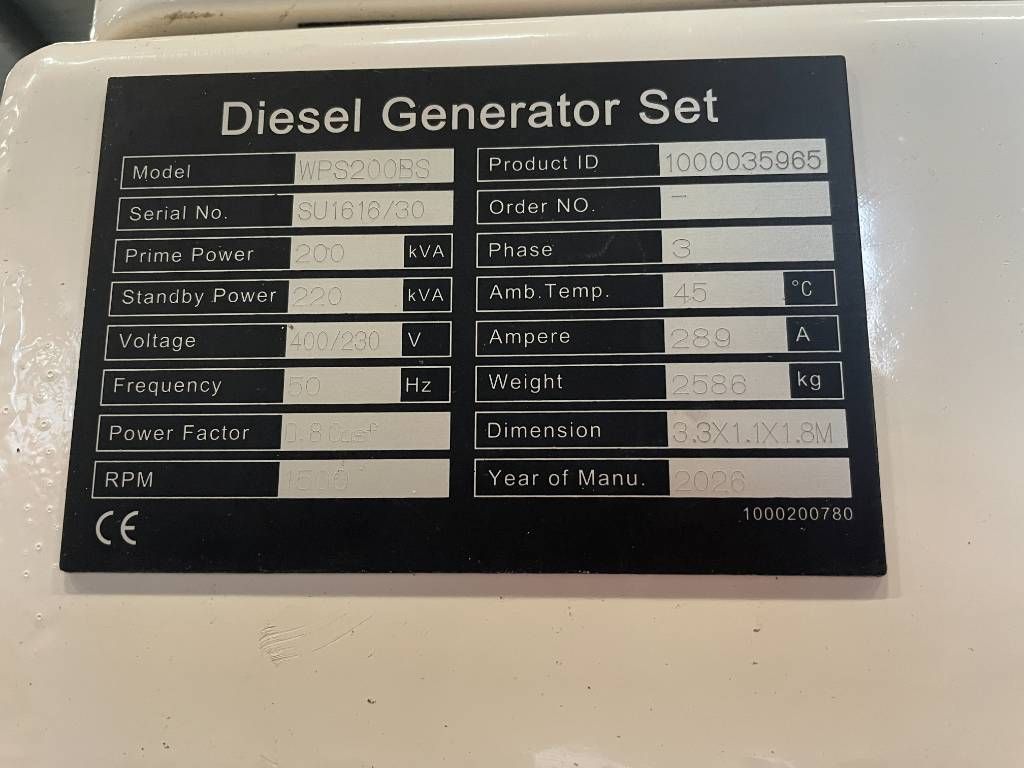 Diesel Generator Set
Model WPS200BS
Serial No. SU1616/30
Prime Power 200 kVA
Standby Power 220 kVA
Voltage 400/230 V
Frequency 50 Hz
Power Factor 0.8
RPM 1500
Product ID 1000035965
Order NO. -
Phase 3
Amb.Temp. 45 °C
Ampere 289 A
Weight 2586 kg
Dimension 3.3X1.1X1.8M
Year of Manu. 2026
CE
1000200780